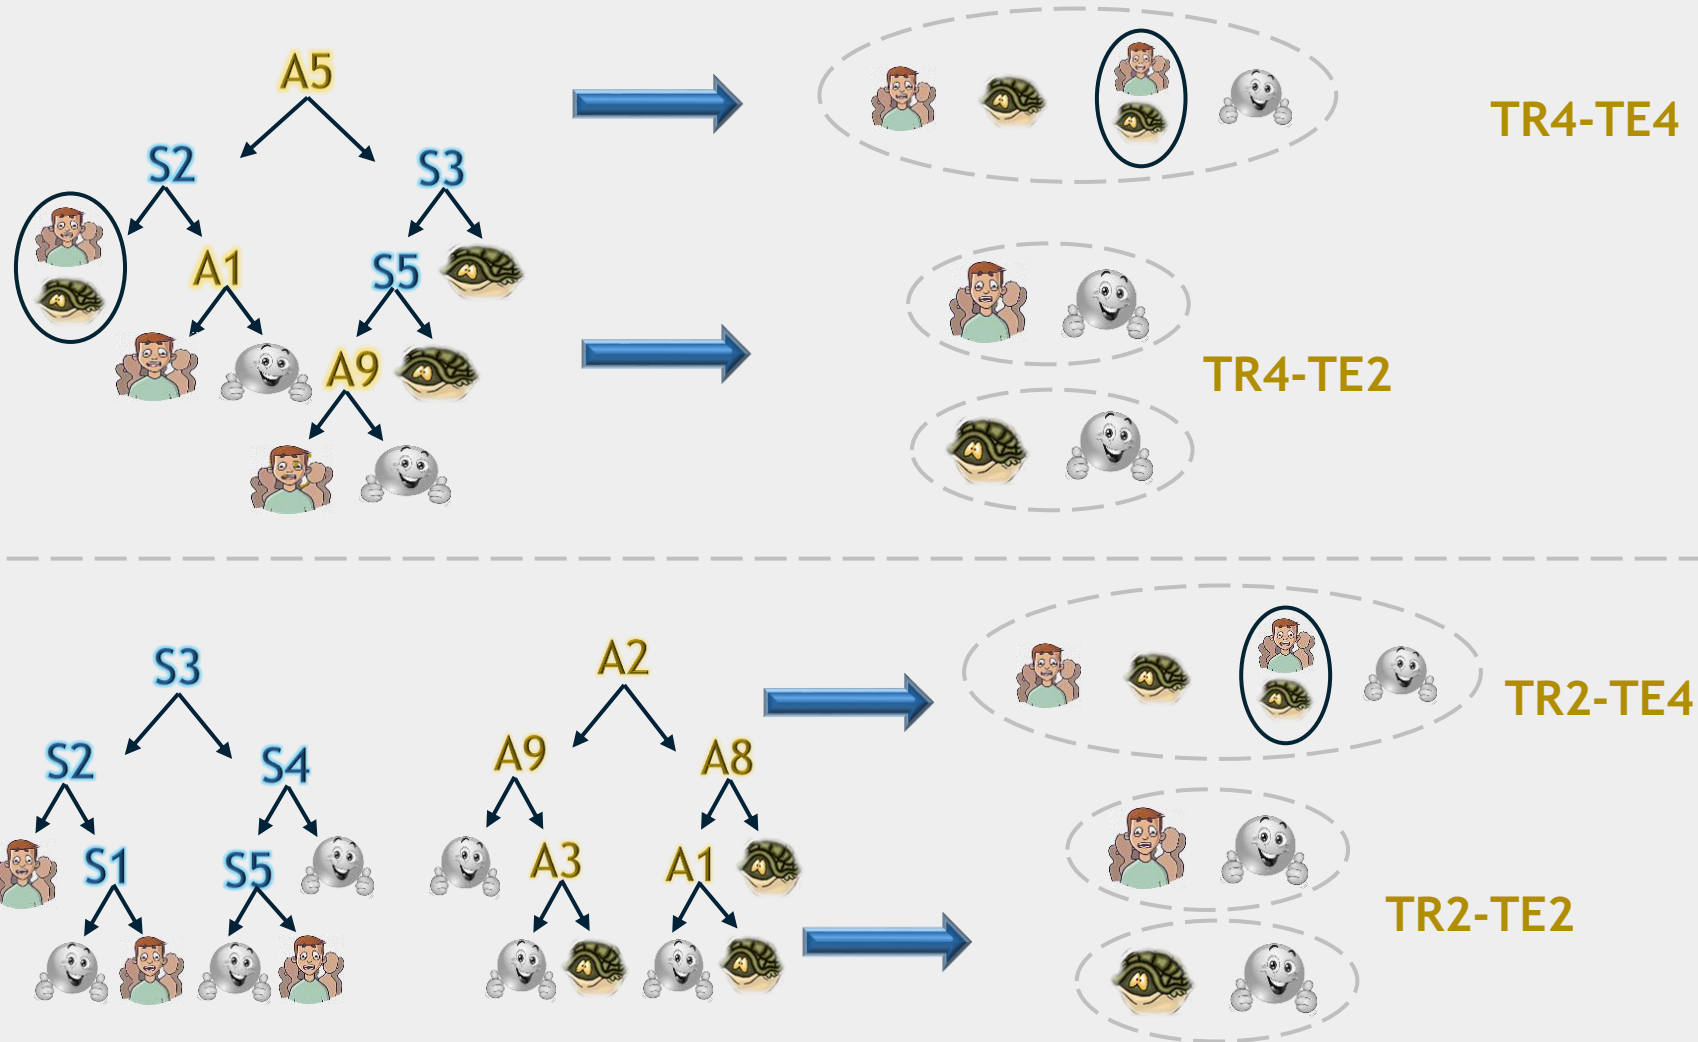 A5
TR4-TE4
S2
S3
A1
S5
A9
TR4-TE2
S3
A2
TR2-TE4
S2
S4
A9
A8
S1
S5
A3
A1
TR2-TE2